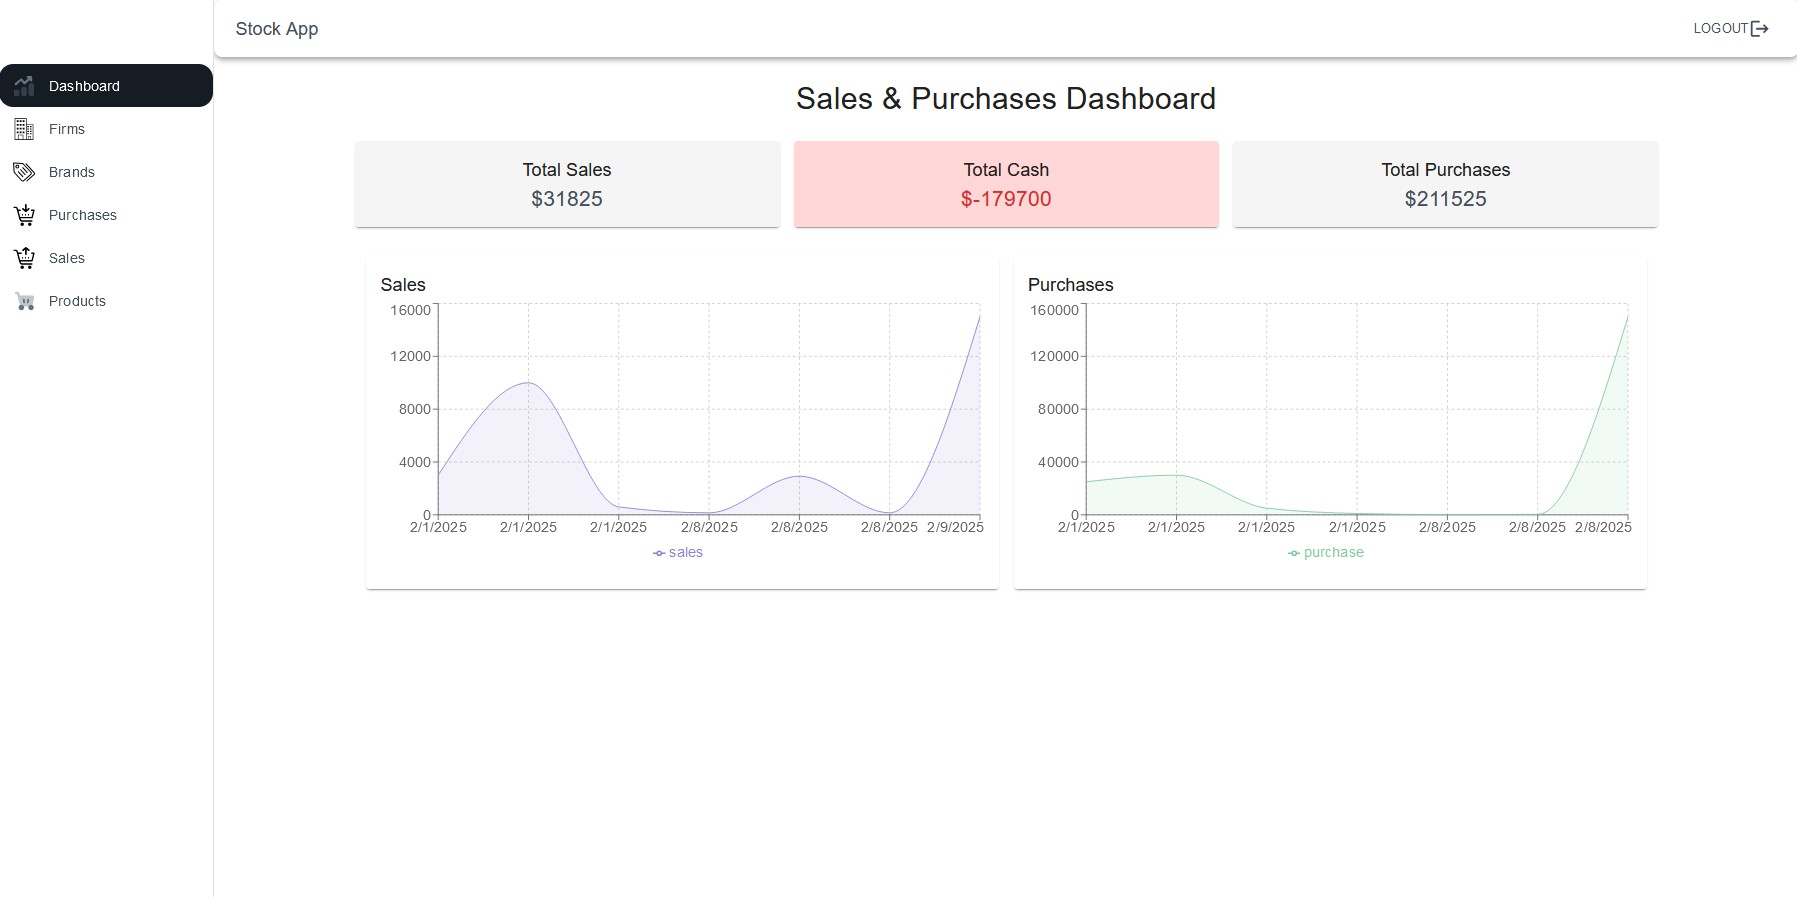 Stock App
LOGOUT
Dashboard
Firms
Brands
Purchases
Sales
Products
Sales & Purchases Dashboard
Total Sales
$31825
Total Cash
$-179700
Total Purchases
$211525
Sales
16000
12000
8000
4000
0
2/1/2025 2/1/2025 2/1/2025 2/8/2025 2/8/2025 2/8/2025 2/9/2025
sales
Purchases
160000
120000
80000
40000
0
2/1/2025 2/1/2025 2/1/2025 2/1/2025 2/8/2025 2/8/2025 2/8/2025
purchase